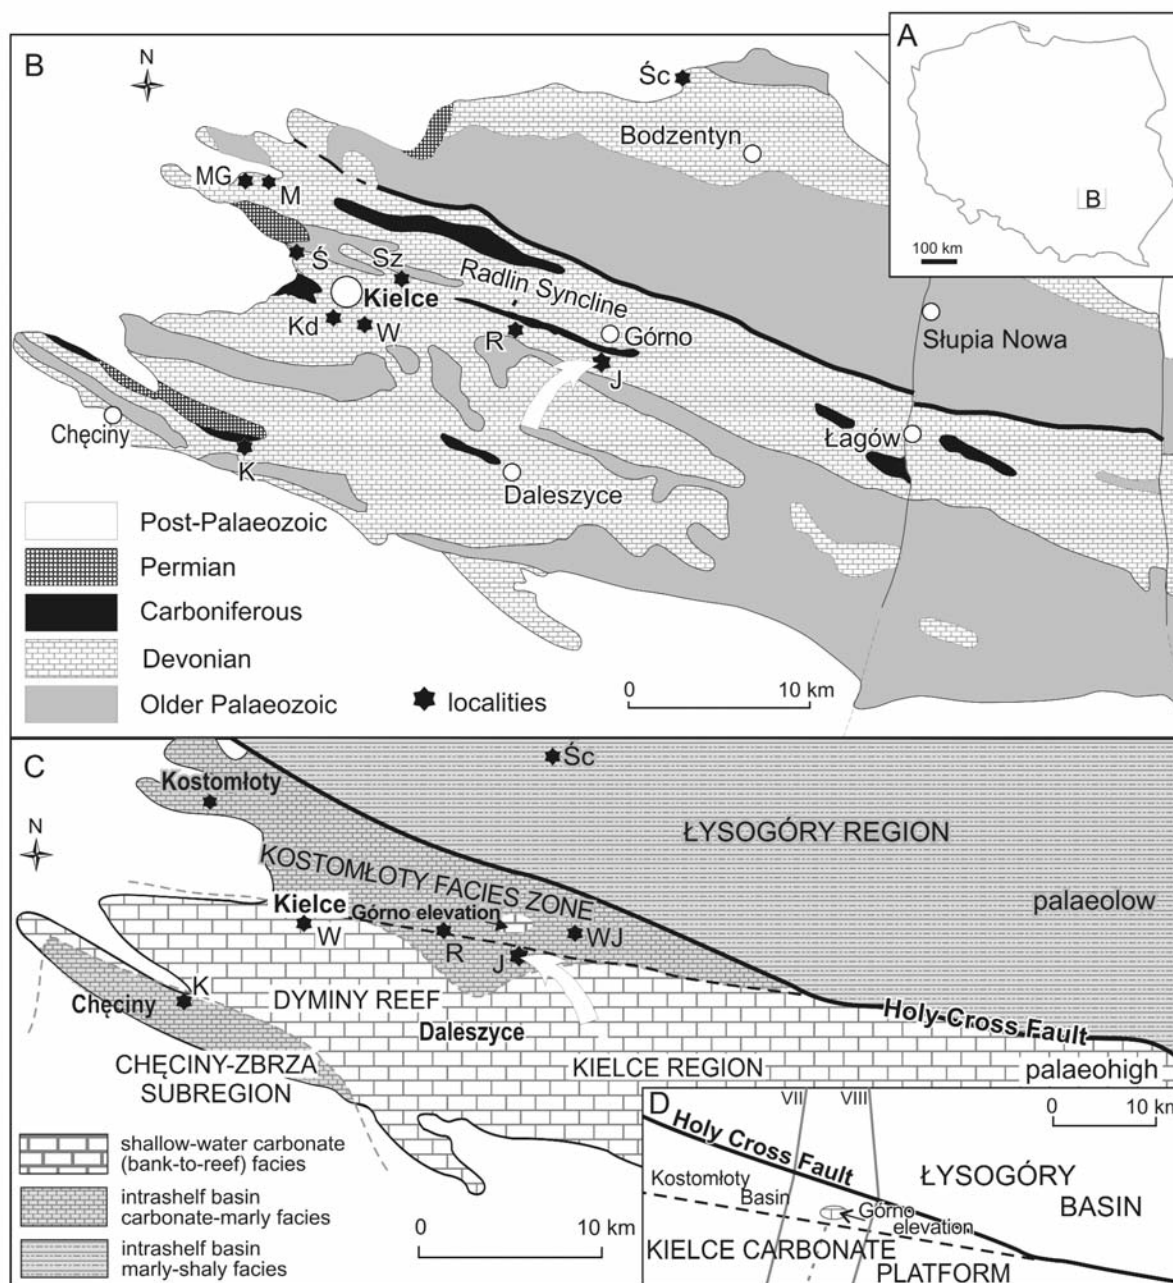 A
B
100 km
B
N
Śc
Bodzentyn
MG
M
Ś
Sz
Radlin Syncline
Kielce
Kd
W
R
Górno
J
Słupia Nowa
Chęciny
K
Łagów
Daleszyce
Post-Palaeozoic
Permian
Carboniferous
Devonian
Older Palaeozoic
localities
0
10 km
C
N
Śc
Kostomłoty
ŁYSOGÓRY REGION
KOSTOMŁOTY FACIES ZONE
palaeolow
Kielce
Górno elevation
W
R
WJ
J
K
Chęciny
DYMINY REEF
Daleszyce
Holy Cross Fault
CHĘCINY-ZBRZA
SUBREGION
KIELCE REGION
palaeohigh
shallow-water carbonate
(bank-to-reef) facies
intrashelf basin
carbonate-marly facies
intrashelf basin
marly-shaly facies
0
10 km
D
VII
VIII
0
10 km
Holy Cross Fault
ŁYSOGÓRY
BASIN
Kostomłoty
Basin
Górno
elevation
KIELCE CARBONATE
PLATFORM